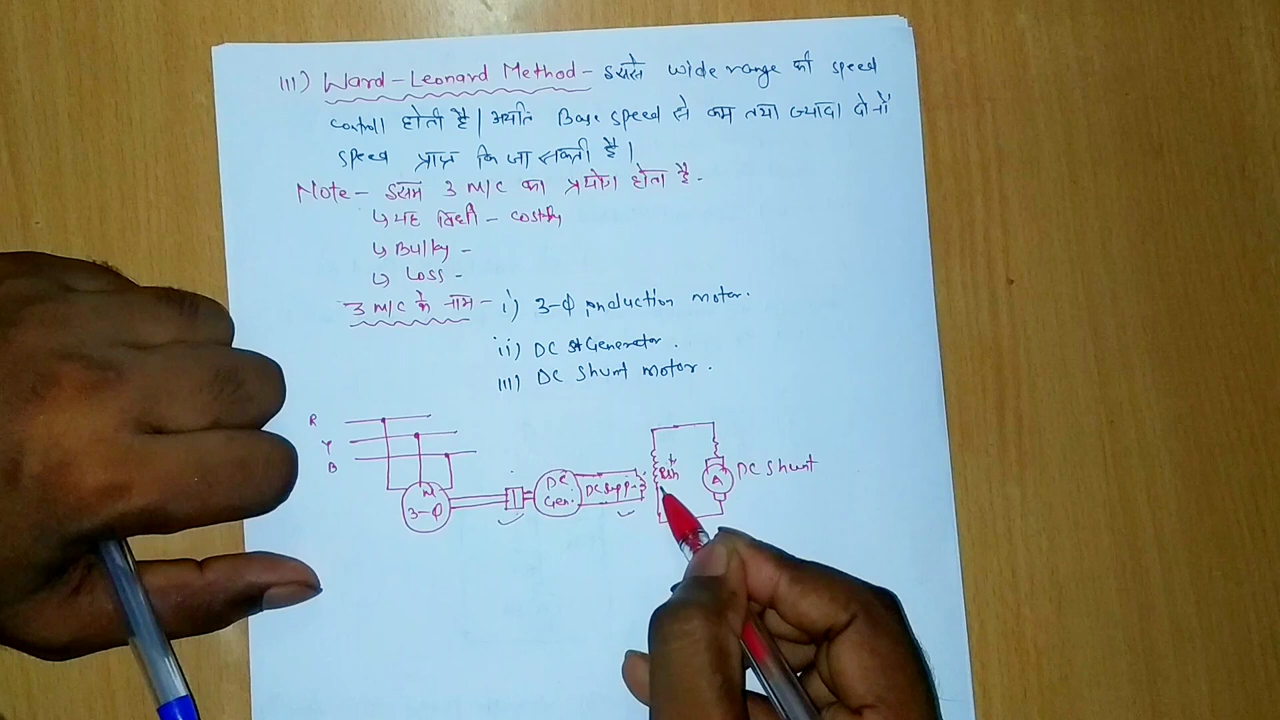 III) Ward-Leonard Method - इससे wide range की speed
control होती है। अर्थात Base speed से कम तथा ज्यादा दोनों
speed प्राप्त कि जा सकती है।
Note - इसमें 3 M/C का प्रयोग होता है.
↳ यह विधी - costly
↳ Bulky -
↳ Loss -
3 M/C के नाम - i) 3-Φ induction motor.
ii) DC Generator.
III) DC shunt motor.
R
Y
B
M
3-Φ
DC
Gen.
DC supp
Rsh
A
DC shunt